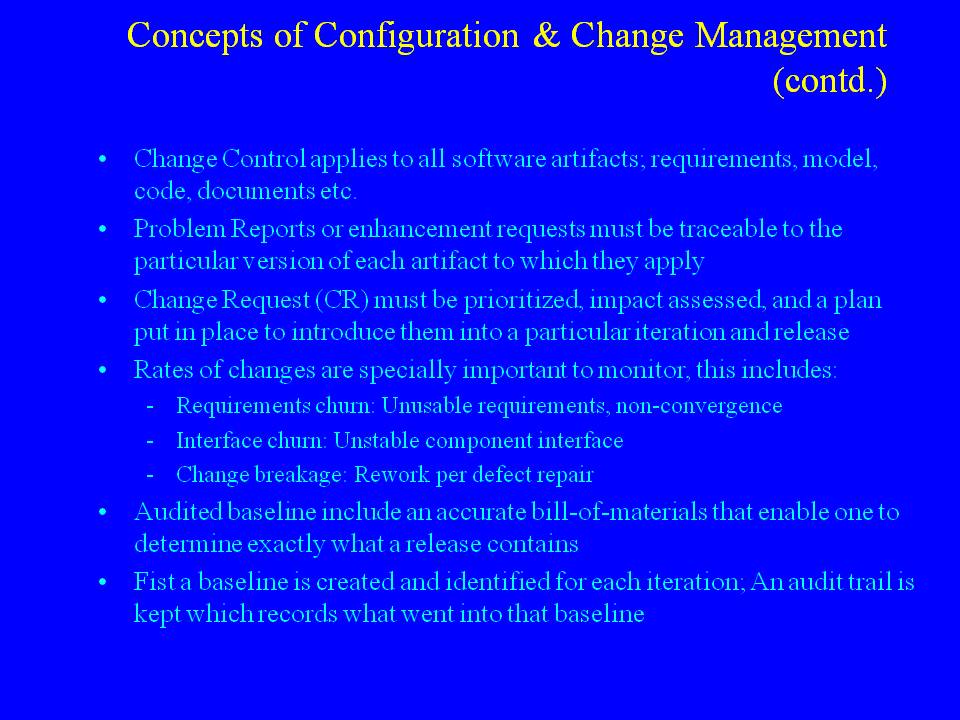 Concepts of Configuration & Change Management
(contd.)
• Change Control applies to all software artifacts; requirements, model,
code, documents etc.
• Problem Reports or enhancement requests must be traceable to the
particular version of each artifact to which they apply
• Change Request (CR) must be prioritized, impact assessed, and a plan
put in place to introduce them into a particular iteration and release
• Rates of changes are specially important to monitor, this includes:
- Requirements churn: Unusable requirements, non-convergence
- Interface churn: Unstable component interface
- Change breakage: Rework per defect repair
• Audited baseline include an accurate bill-of-materials that enable one to
determine exactly what a release contains
• Fist a baseline is created and identified for each iteration; An audit trail is
kept which records what went into that baseline